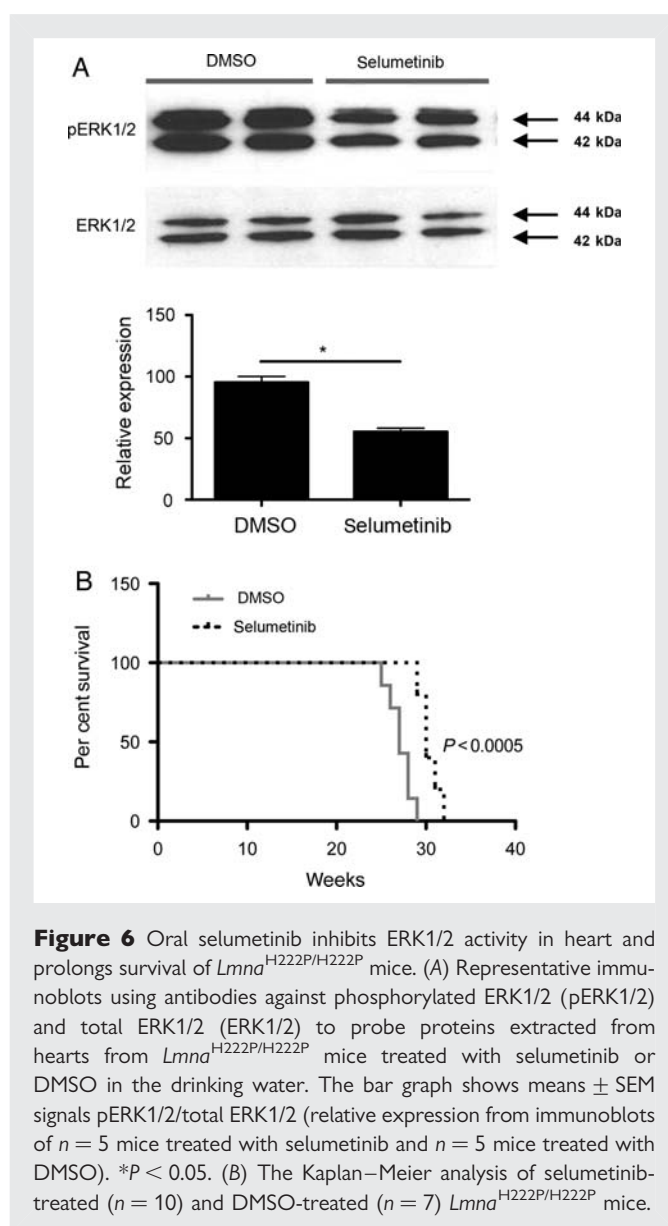 A
DMSO
Selumetinib
pERK1/2
44 kDa
42 kDa
ERK1/2
44 kDa
42 kDa
Relative expression
150
100
50
0
*
DMSO
Selumetinib
B
Per cent survival
150
100
50
0
DMSO
Selumetinib
P<0.0005
0 10 20 30 40
Weeks
Figure 6 Oral selumetinib inhibits ERK1/2 activity in heart and
prolongs survival of Lmna^H222P/H222P mice. (A) Representative immu-
noblots using antibodies against phosphorylated ERK1/2 (pERK1/2)
and total ERK1/2 (ERK1/2) to probe proteins extracted from
hearts from Lmna^H222P/H222P mice treated with selumetinib or
DMSO in the drinking water. The bar graph shows means ± SEM
signals pERK1/2/total ERK1/2 (relative expression from immunoblots
of n = 5 mice treated with selumetinib and n = 5 mice treated with
DMSO). *P < 0.05. (B) The Kaplan–Meier analysis of selumetinib-
treated (n = 10) and DMSO-treated (n = 7) Lmna^H222P/H222P mice.